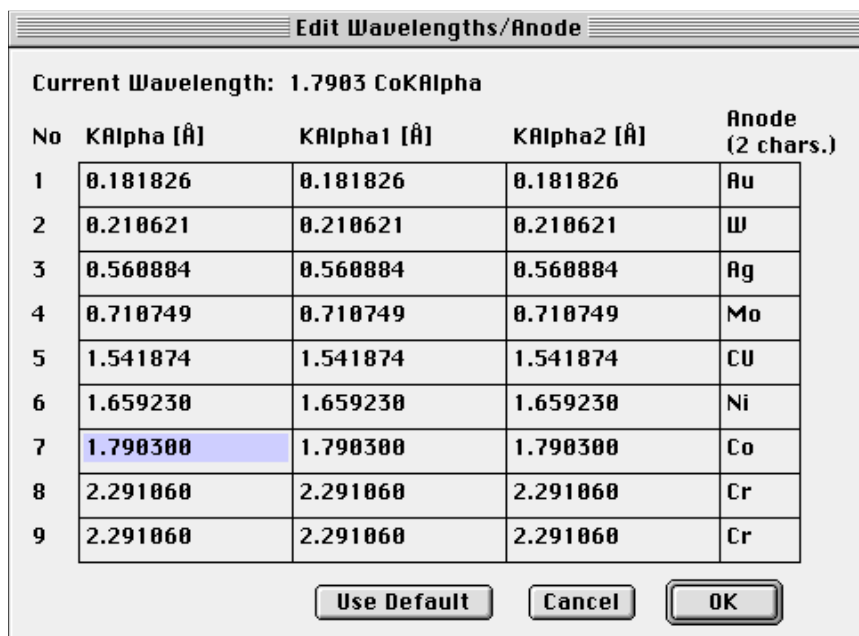 Edit Wavelengths/Anode
Current Wavelength: 1.7903 CoKAlpha
No KAlpha [Å] KAlpha1 [Å] KAlpha2 [Å] Anode (2 chars.)
1 0.181826 0.181826 0.181826 Au
2 0.210621 0.210621 0.210621 W
3 0.560884 0.560884 0.560884 Ag
4 0.710749 0.710749 0.710749 Mo
5 1.541874 1.541874 1.541874 CU
6 1.659230 1.659230 1.659230 Ni
7 1.790300 1.790300 1.790300 Co
8 2.291060 2.291060 2.291060 Cr
9 2.291060 2.291060 2.291060 Cr
Use Default Cancel OK